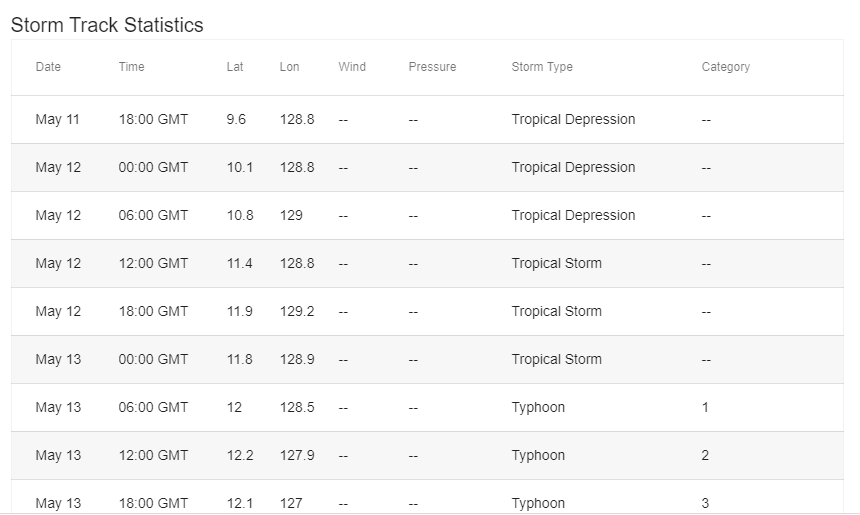 Storm Track Statistics
Date Time Lat Lon Wind Pressure Storm Type Category
May 11 18:00 GMT 9.6 128.8 -- -- Tropical Depression --
May 12 00:00 GMT 10.1 128.8 -- -- Tropical Depression --
May 12 06:00 GMT 10.8 129 -- -- Tropical Depression --
May 12 12:00 GMT 11.4 128.8 -- -- Tropical Storm --
May 12 18:00 GMT 11.9 129.2 -- -- Tropical Storm --
May 13 00:00 GMT 11.8 128.9 -- -- Tropical Storm --
May 13 06:00 GMT 12 128.5 -- -- Typhoon 1
May 13 12:00 GMT 12.2 127.9 -- -- Typhoon 2
May 13 18:00 GMT 12.1 127 -- -- Typhoon 3